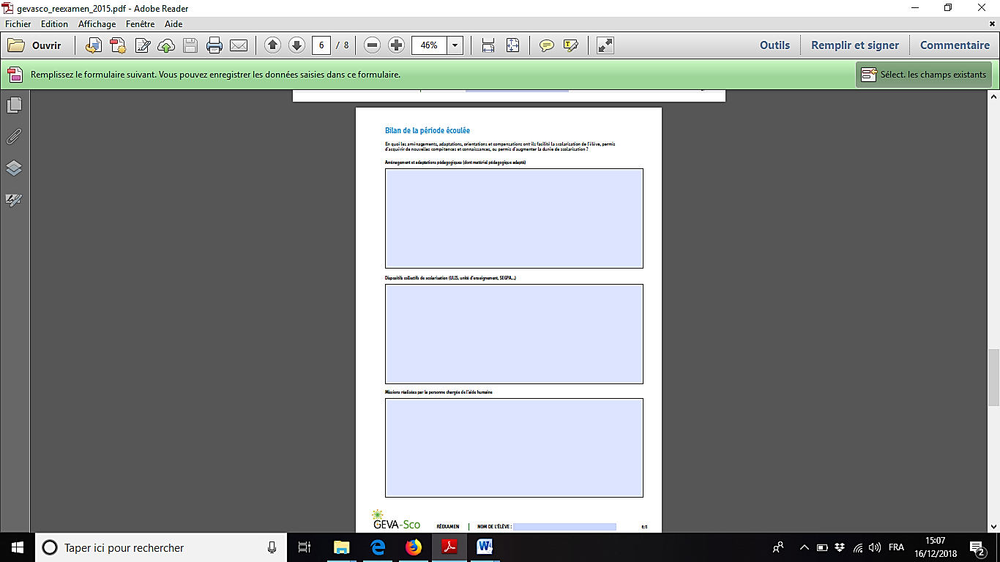 gevasco_reexamen_2015.pdf - Adobe Reader
Fichier Edition Affichage Fenêtre Aide
Ouvrir 6 / 8 46% Outils Remplir et signer Commentaire
Remplissez le formulaire suivant. Vous pouvez enregistrer les données saisies dans ce formulaire. Sélect. les champs existants
Bilan de la période écoulée
En quoi les aménagements, adaptations, orientations et compensations ont-ils facilité la scolarisation de l'élève, permis
d'acquérir de nouvelles compétences et connaissances, ou permis d'augmenter la durée de scolarisation ?
Aménagement et adaptations pédagogiques (dont matériel pédagogique adapté)
Dispositifs collectifs de scolarisation (ULIS, unité d'enseignement, SEGPA...)
Missions réalisées par la personne chargée de l'aide humaine
GEVA-Sco RÉEXAMEN NOM DE L'ÉLÈVE : 6/8
Taper ici pour rechercher FRA 15:07
16/12/2018 2